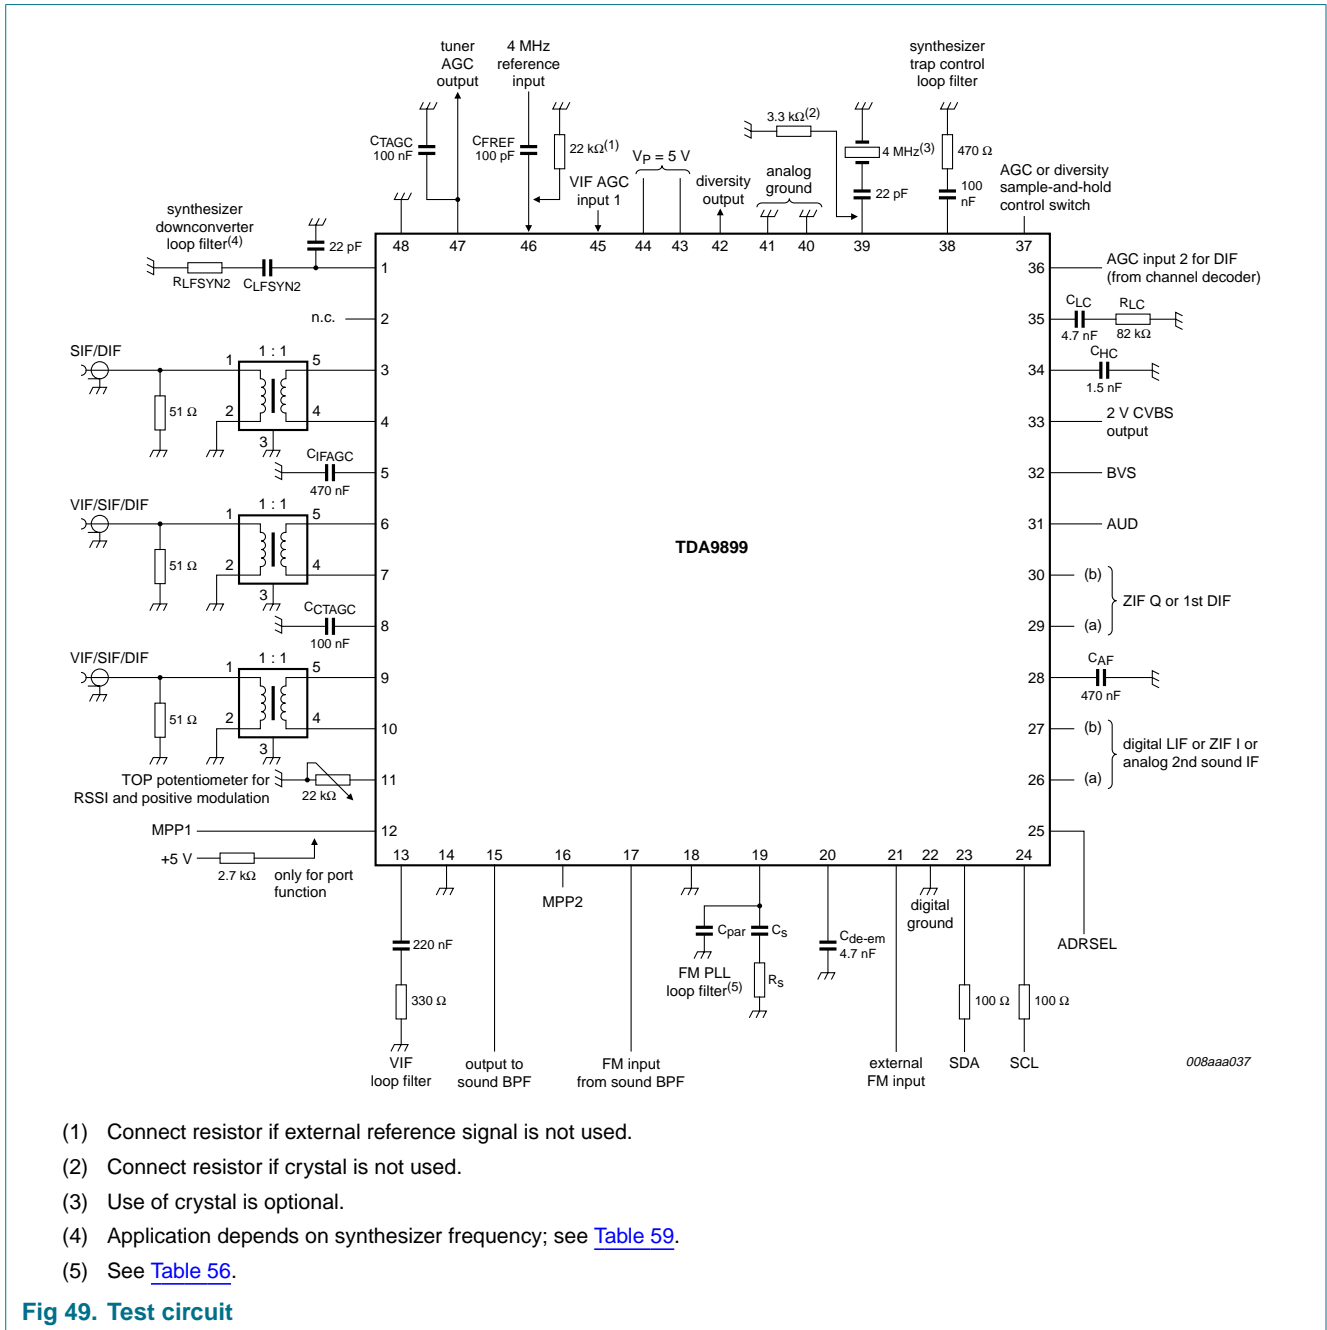 tuner
AGC
output
4 MHz
reference
input
synthesizer
trap control
loop filter
CTAGC
100 nF
CFREF
100 pF
22 kΩ(1)
3.3 kΩ(2)
4 MHz(3)
22 pF
470 Ω
100
nF
VP = 5 V
VIF AGC
input 1
diversity
output
analog
ground
AGC or diversity
sample-and-hold
control switch
synthesizer
downconverter
loop filter(4)
22 pF
RLFSYN2
CLFSYN2
48
47
46
45
44
43
42
41
40
39
38
37
1
n.c.
2
SIF/DIF
1 : 1
1
5
3
51 Ω
2
4
4
3
CIFAGC
470 nF
5
VIF/SIF/DIF
1 : 1
1
5
6
51 Ω
2
4
7
3
CCTAGC
100 nF
8
VIF/SIF/DIF
1 : 1
1
5
9
51 Ω
2
4
10
3
TOP potentiometer for
RSSI and positive modulation
22 kΩ
11
MPP1
12
+5 V
2.7 kΩ
only for port
function
TDA9899
36
AGC input 2 for DIF
(from channel decoder)
35
CLC
4.7 nF
RLC
82 kΩ
34
CHC
1.5 nF
33
2 V CVBS
output
32
BVS
31
AUD
30
(b)
29
(a)
ZIF Q or 1st DIF
28
CAF
470 nF
27
(b)
26
(a)
digital LIF or ZIF I or
analog 2nd sound IF
25
ADRSEL
13
14
15
16
17
18
19
20
21
22
23
24
220 nF
330 Ω
VIF
loop filter
output to
sound BPF
MPP2
FM input
from sound BPF
Cpar
Cs
FM PLL
loop filter(5)
Rs
Cde-em
4.7 nF
external
FM input
digital
ground
100 Ω
SDA
100 Ω
SCL
008aaa037
(1) Connect resistor if external reference signal is not used.
(2) Connect resistor if crystal is not used.
(3) Use of crystal is optional.
(4) Application depends on synthesizer frequency; see Table 59.
(5) See Table 56.
Fig 49. Test circuit